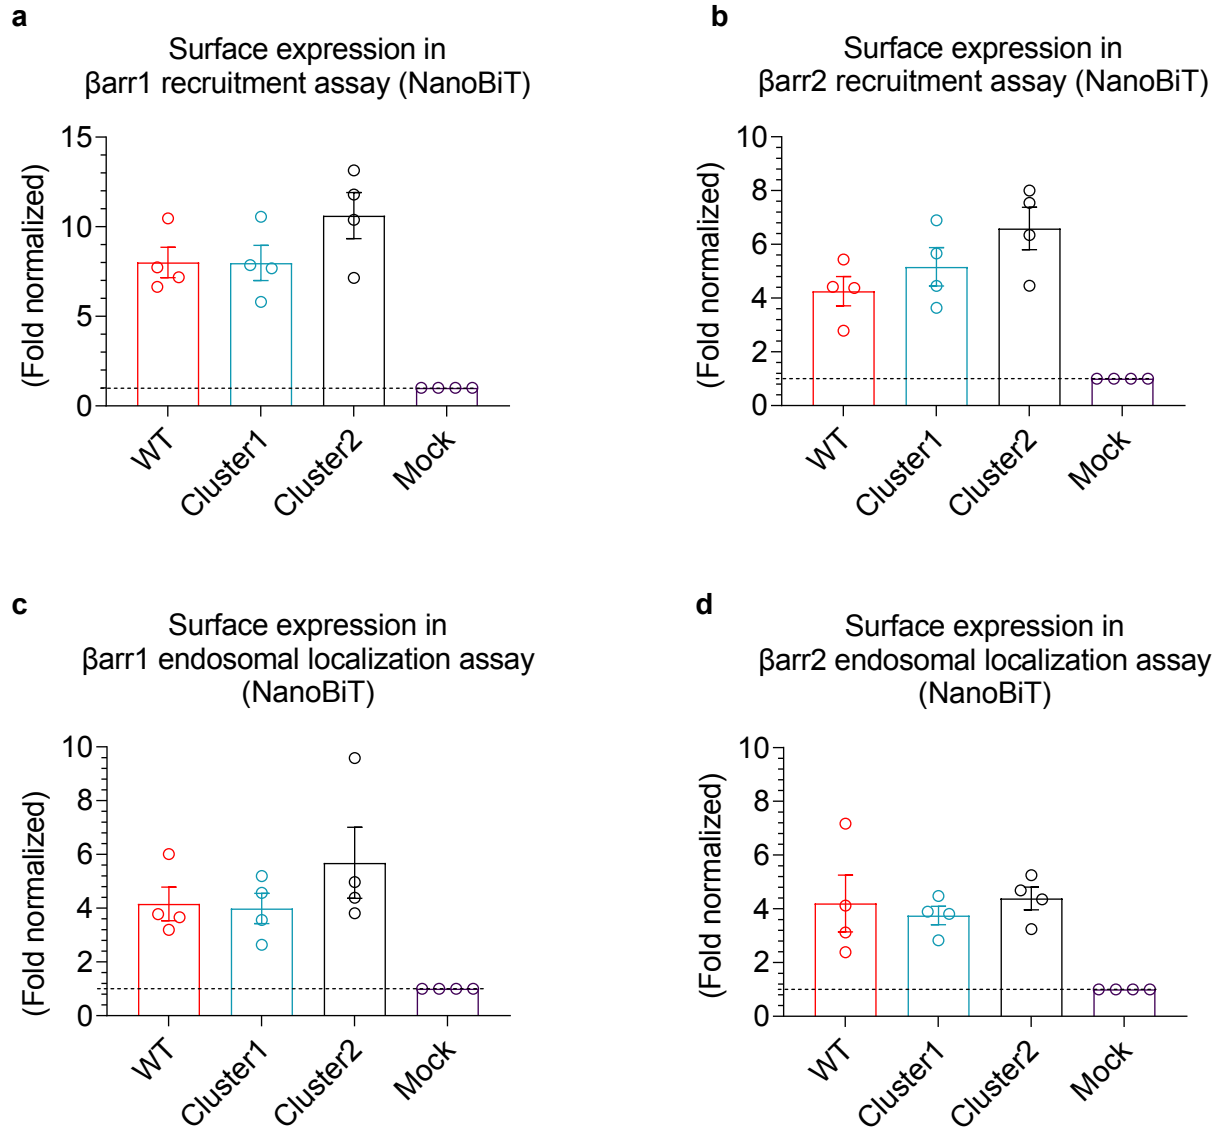 a
Surface expression in
βarr1 recruitment assay (NanoBiT)
(Fold normalized)
15
10
5
0
WT
Cluster1
Cluster2
Mock
b
Surface expression in
βarr2 recruitment assay (NanoBiT)
(Fold normalized)
10
8
6
4
2
0
WT
Cluster1
Cluster2
Mock
c
Surface expression in
βarr1 endosomal localization assay
(NanoBiT)
(Fold normalized)
10
8
6
4
2
0
WT
Cluster1
Cluster2
Mock
d
Surface expression in
βarr2 endosomal localization assay
(NanoBiT)
(Fold normalized)
10
8
6
4
2
0
WT
Cluster1
Cluster2
Mock